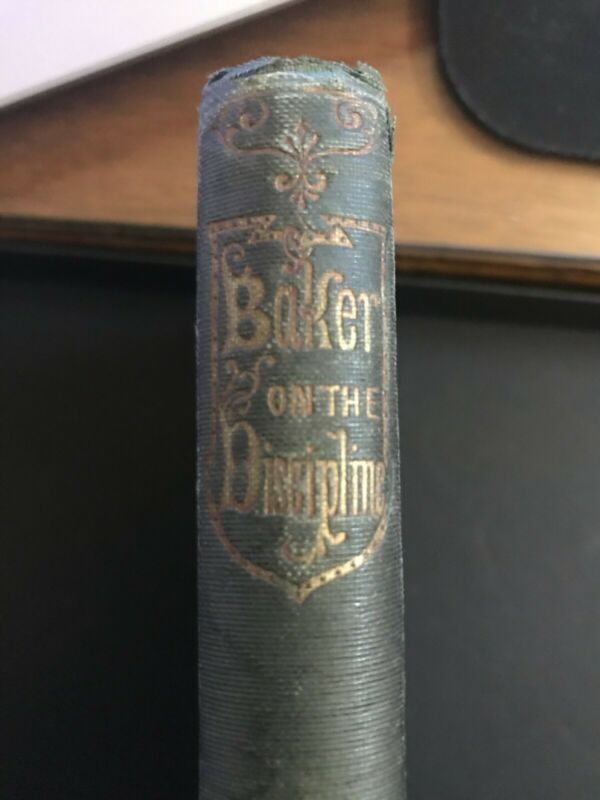 Baker
ON THE
Discipline